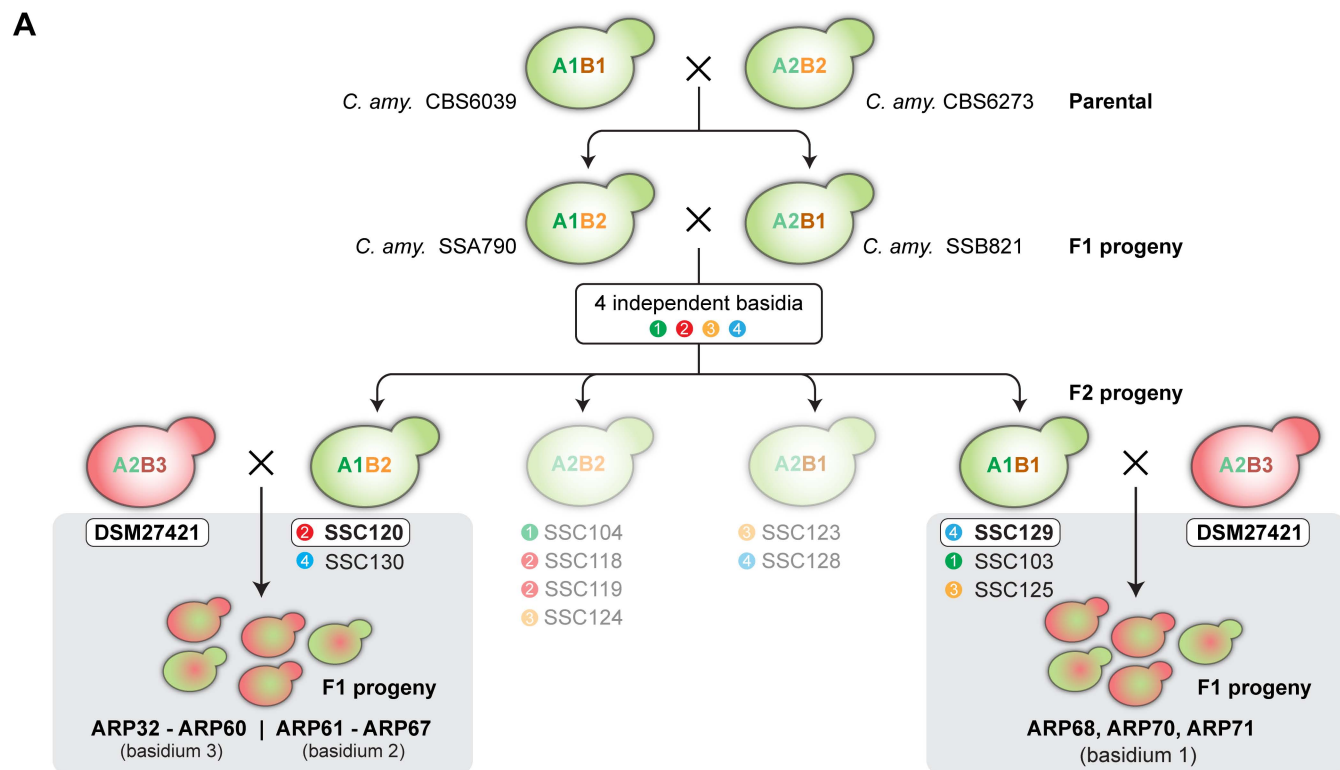 A
A1B1
A2B2
C. amy. CBS6039
C. amy. CBS6273
Parental
A1B2
A2B1
C. amy. SSA790
C. amy. SSB821
F1 progeny
4 independent basidia
1 2 3 4
F2 progeny
A2B3
A1B2
A2B2
A2B1
A1B1
A2B3
DSM27421
2 SSC120
4 SSC130
1 SSC104
2 SSC118
2 SSC119
3 SSC124
3 SSC123
4 SSC128
4 SSC129
1 SSC103
3 SSC125
DSM27421
F1 progeny
ARP32 - ARP60 | ARP61 - ARP67
(basidium 3) (basidium 2)
F1 progeny
ARP68, ARP70, ARP71
(basidium 1)